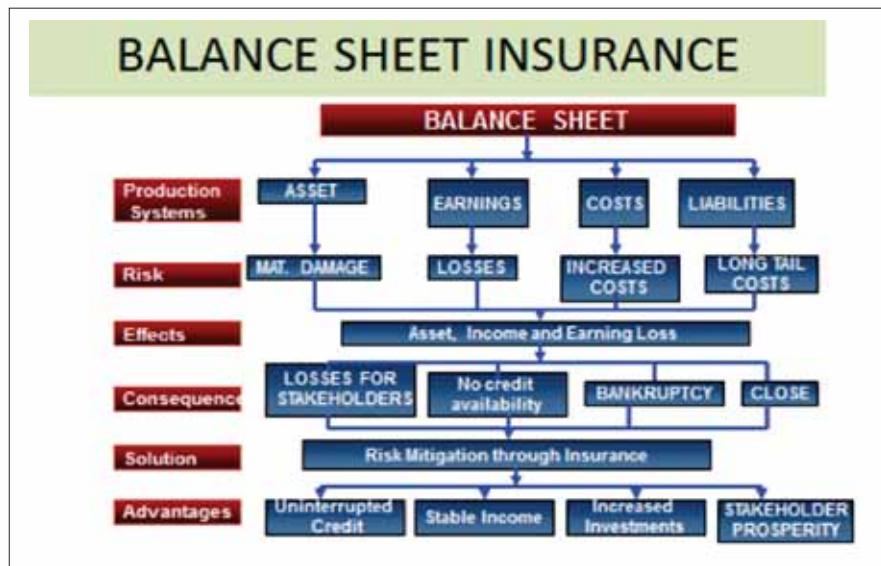 BALANCE SHEET INSURANCE
BALANCE SHEET
Production
Systems
ASSET
EARNINGS
COSTS
LIABILITIES
Risk
MAT. DAMAGE
LOSSES
INCREASED
COSTS
LONG TAIL
COSTS
Effects
Asset, Income and Earning Loss
Consequence
LOSSES FOR
STAKEHOLDERS
No credit
availability
BANKRUPTCY
CLOSE
Solution
Risk Mitigation through Insurance
Advantages
Uninterrupted
Credit
Stable Income
Increased
Investments
STAKEHOLDER
PROSPERITY